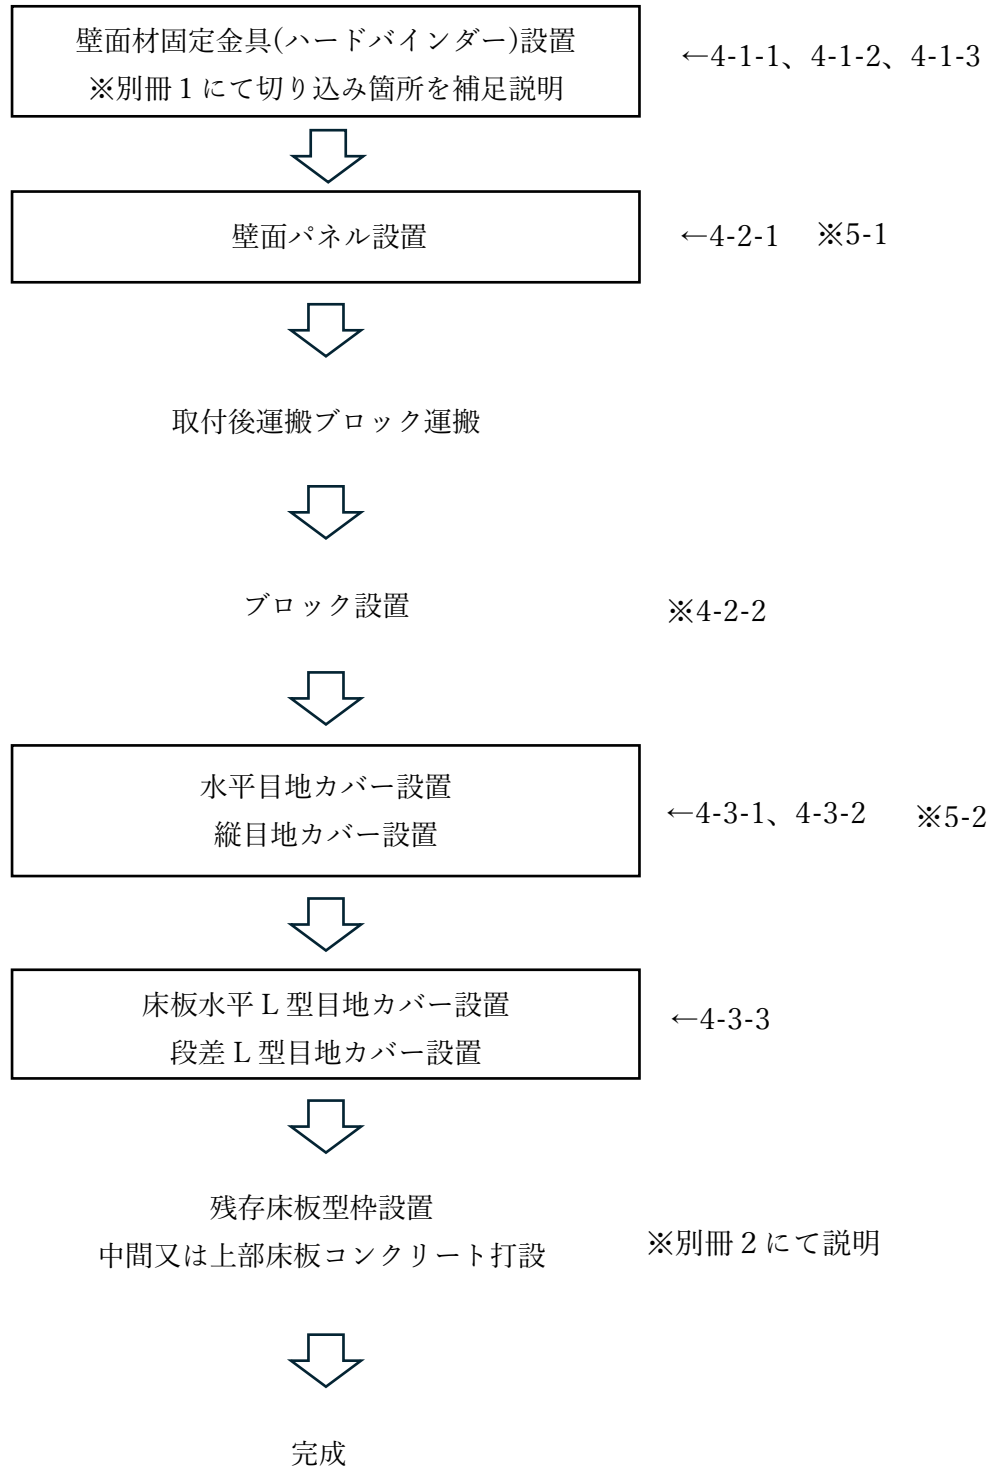 壁面材固定金具(ハードバインダー)設置
※別冊１にて切り込み箇所を補足説明
←4-1-1、4-1-2、4-1-3
壁面パネル設置
←4-2-1 ※5-1
取付後運搬ブロック運搬
ブロック設置
※4-2-2
水平目地カバー設置
縦目地カバー設置
←4-3-1、4-3-2 ※5-2
床板水平Ｌ型目地カバー設置
段差Ｌ型目地カバー設置
←4-3-3
残存床板型枠設置
中間又は上部床板コンクリート打設
※別冊２にて説明
完成